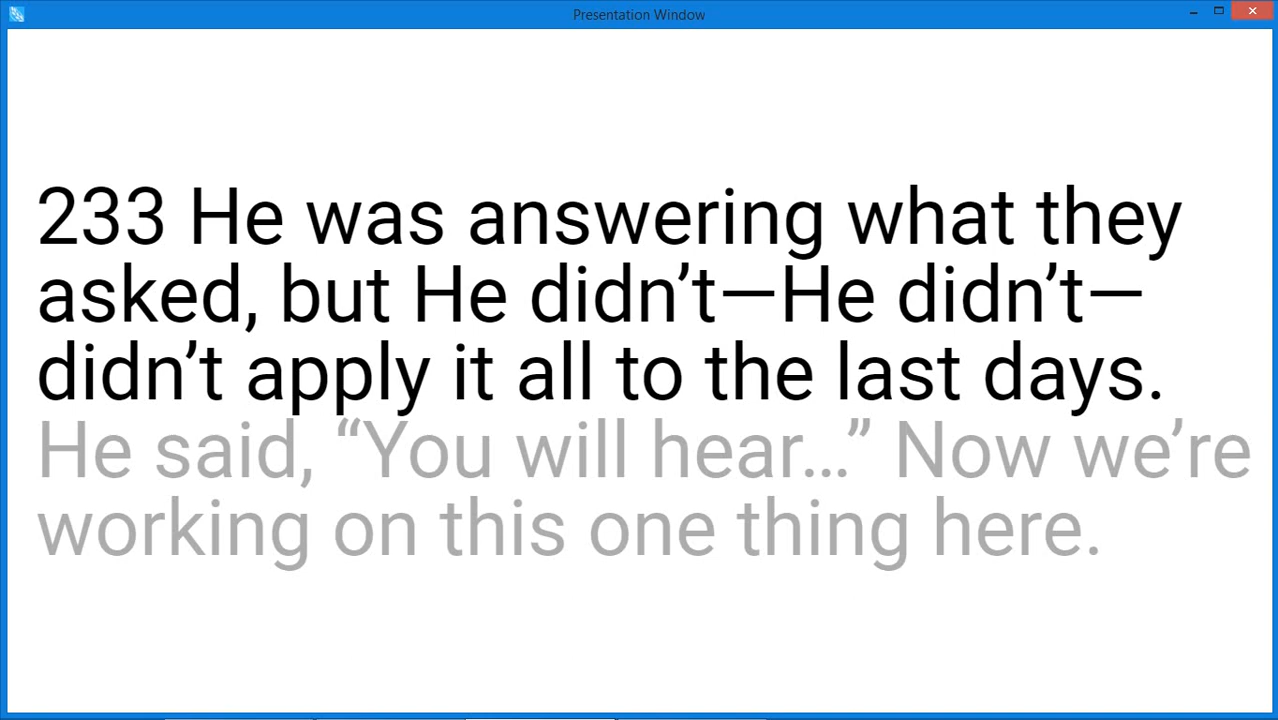 Presentation Window
233 He was answering what they
asked, but He didn’t—He didn’t—
didn’t apply it all to the last days.
He said, “You will hear…” Now we’re
working on this one thing here.